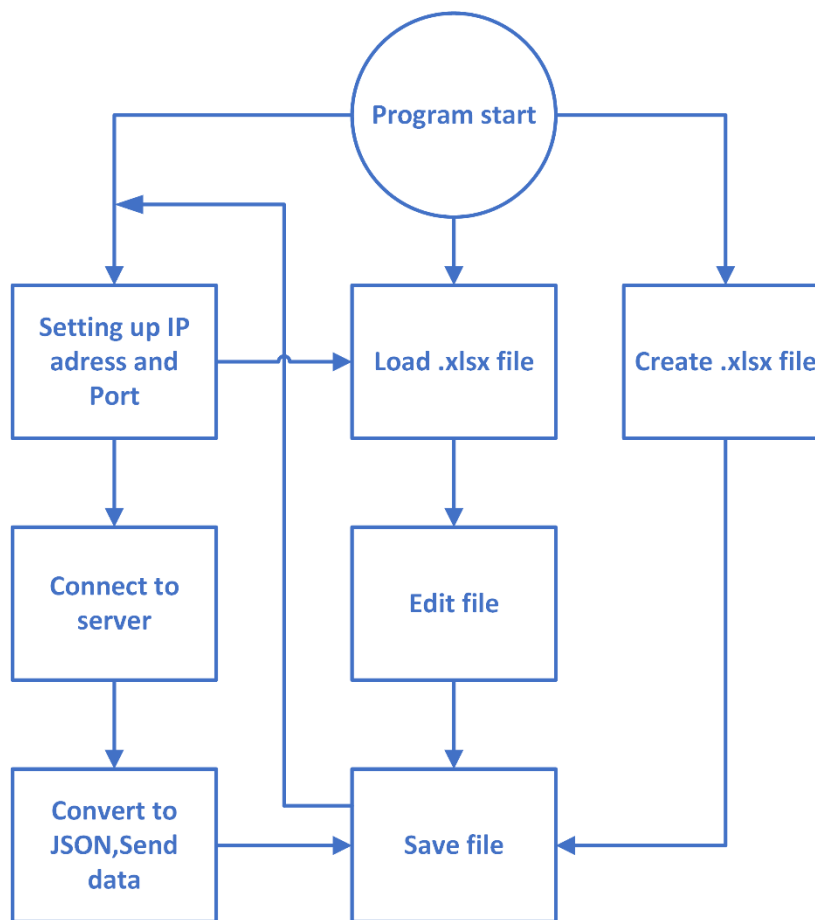 Program start
Setting up IP
adress and
Port
Load .xlsx file
Create .xlsx file
Connect to
server
Edit file
Convert to
JSON,Send
data
Save file